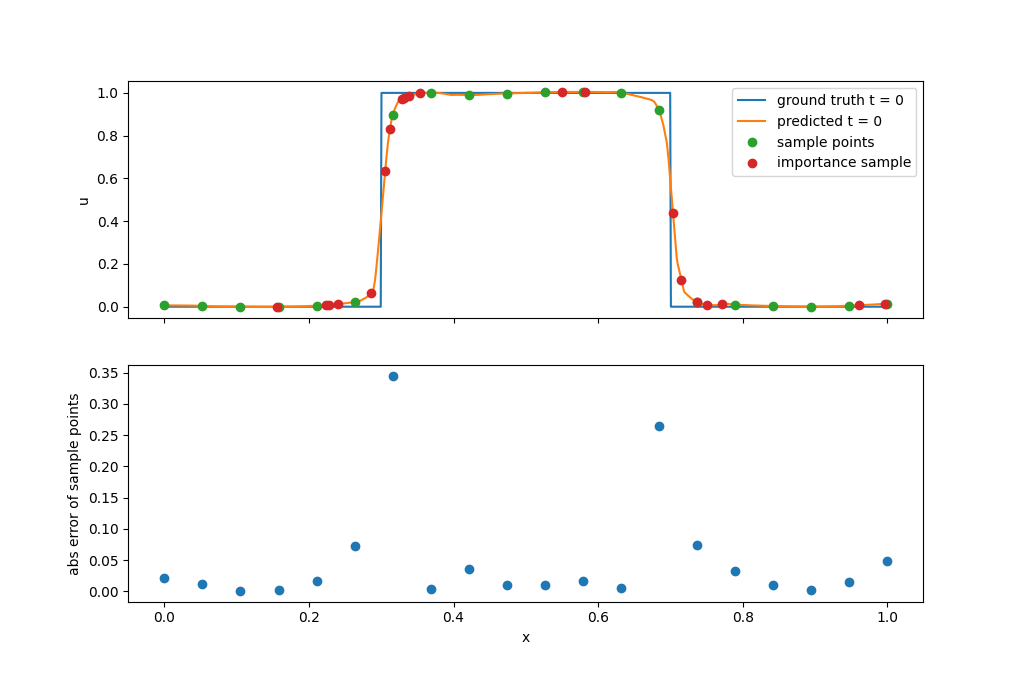 1.0
0.8
0.6
0.4
0.2
0.0
u
ground truth t = 0
predicted t = 0
sample points
importance sample
0.35
0.30
0.25
0.20
0.15
0.10
0.05
0.00
abs error of sample points
0.0 0.2 0.4 0.6 0.8 1.0
x